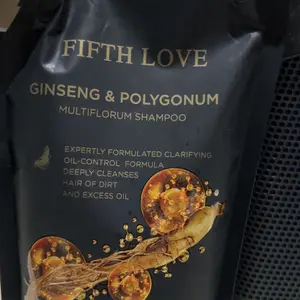 FIFTH LOVE
GINSENG & POLYGONUM
MULTIFLORUM SHAMPOO
EXPERTLY FORMULATED CLARIFYING
OIL-CONTROL FORMULA
DEEPLY CLEANSES
HAIR OF DIRT
AND EXCESS OIL